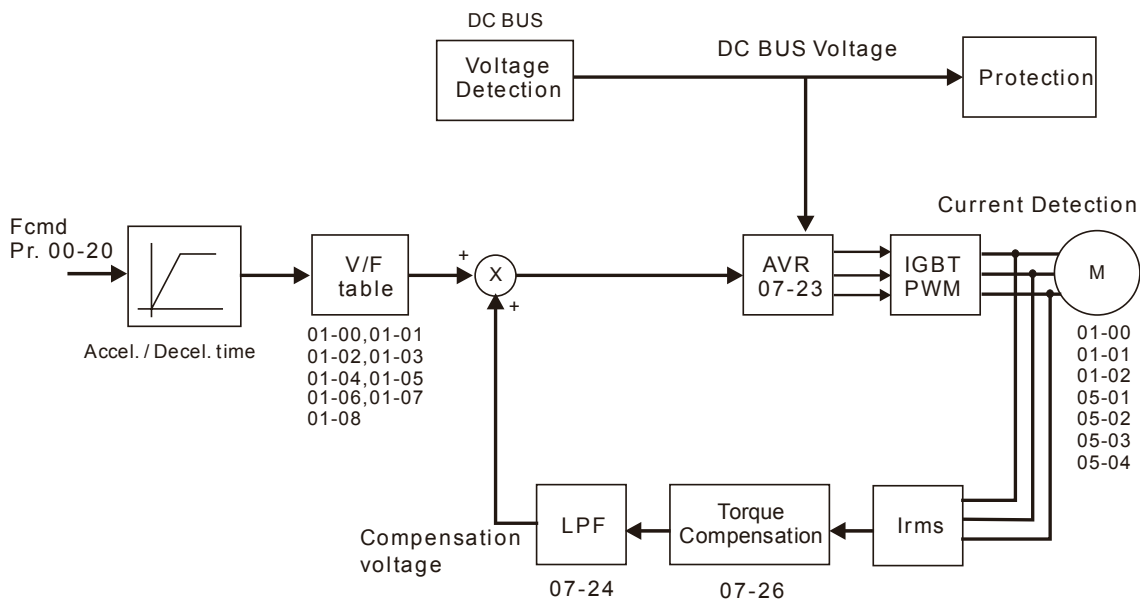 DC BUS
Voltage
Detection
DC BUS Voltage
Protection
Fcmd
Pr. 00-20
Accel. / Decel. time
V/F
table
01-00,01-01
01-02,01-03
01-04,01-05
01-06,01-07
01-08
+
X
+
AVR
07-23
IGBT
PWM
Current Detection
M
01-00
01-01
01-02
05-01
05-02
05-03
05-04
Compensation
voltage
LPF
07-24
Torque
Compensation
07-26
Irms